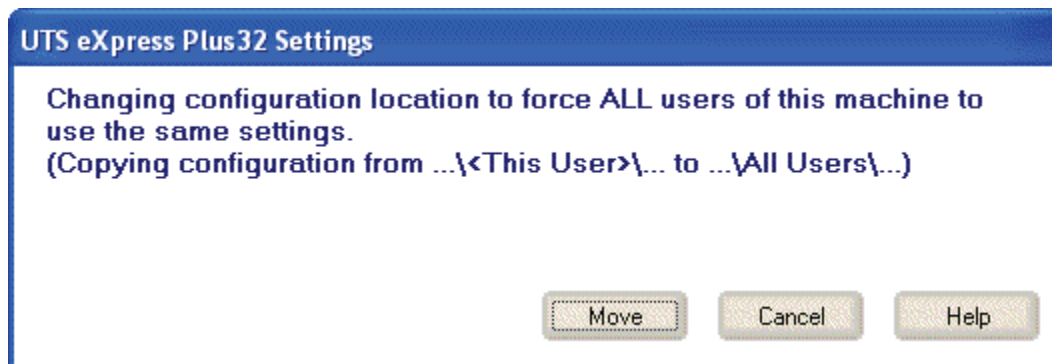 UTS eXpress Plus32 Settings
Changing configuration location to force ALL users of this machine to
use the same settings.
(Copying configuration from ...\<This User>\... to ...\All Users\...)
Move Cancel Help